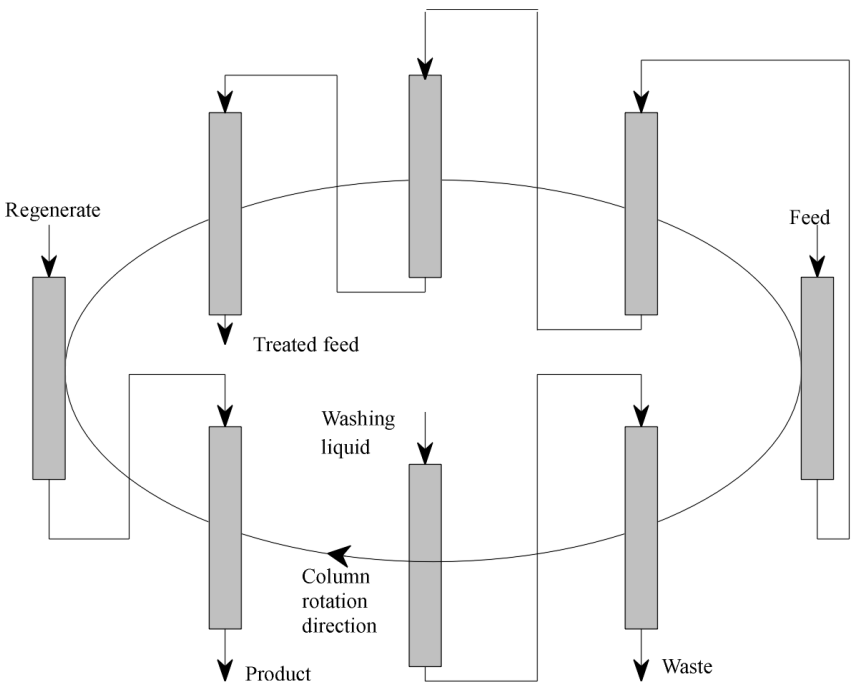 Regenerate
Feed
Treated feed
Washing
liquid
Column
rotation
direction
Product
Waste